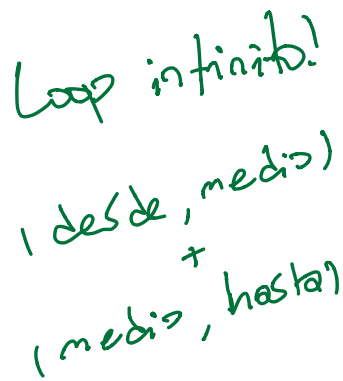 Loop infinito!
(desde, medio)
+
(medio, hasta)